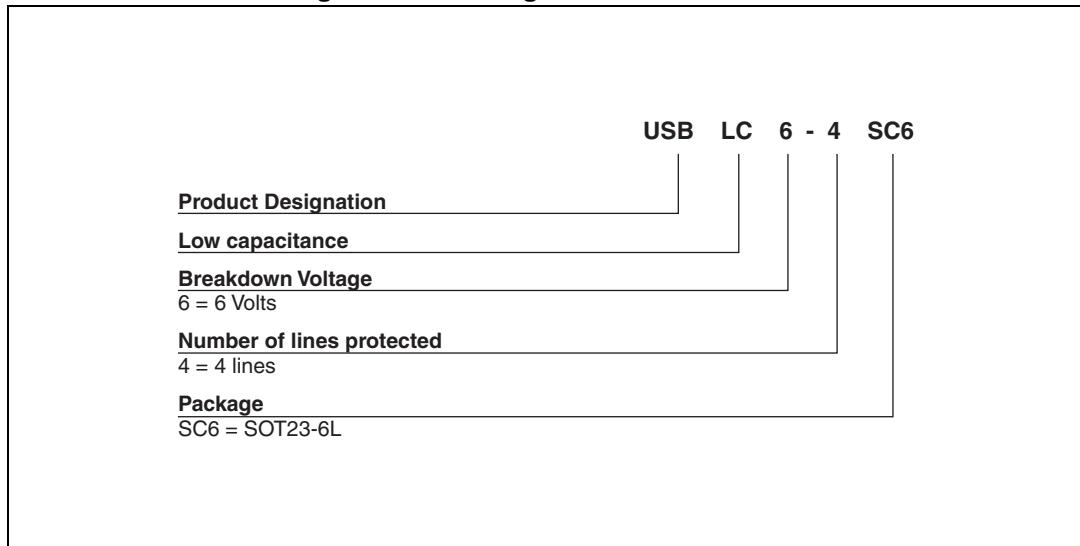 USB LC 6 - 4 SC6
Product Designation
Low capacitance
Breakdown Voltage
6 = 6 Volts
Number of lines protected
4 = 4 lines
Package
SC6 = SOT23-6L